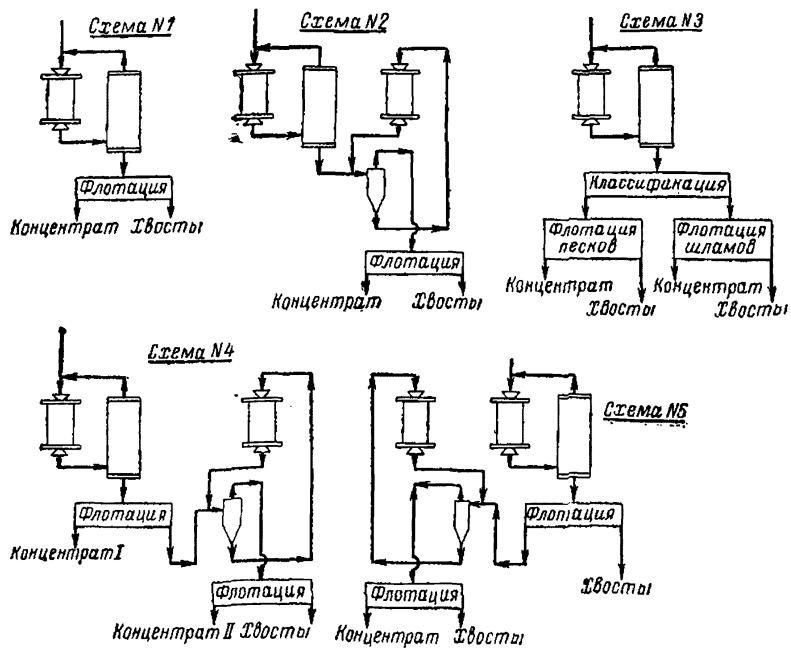 Схема N1
Флотация
Концентрат Хвосты
Схема N2
Флотация
Концентрат Хвосты
Схема N3
Классификация
Флотация
песков
Флотация
шламов
Концентрат
Хвосты
Концентрат
Хвосты
Схема N4
Флотация
Концентрат I
Флотация
Концентрат II Хвосты
Схема N5
Флотация
Хвосты
Флотация
Концентрат Хвосты